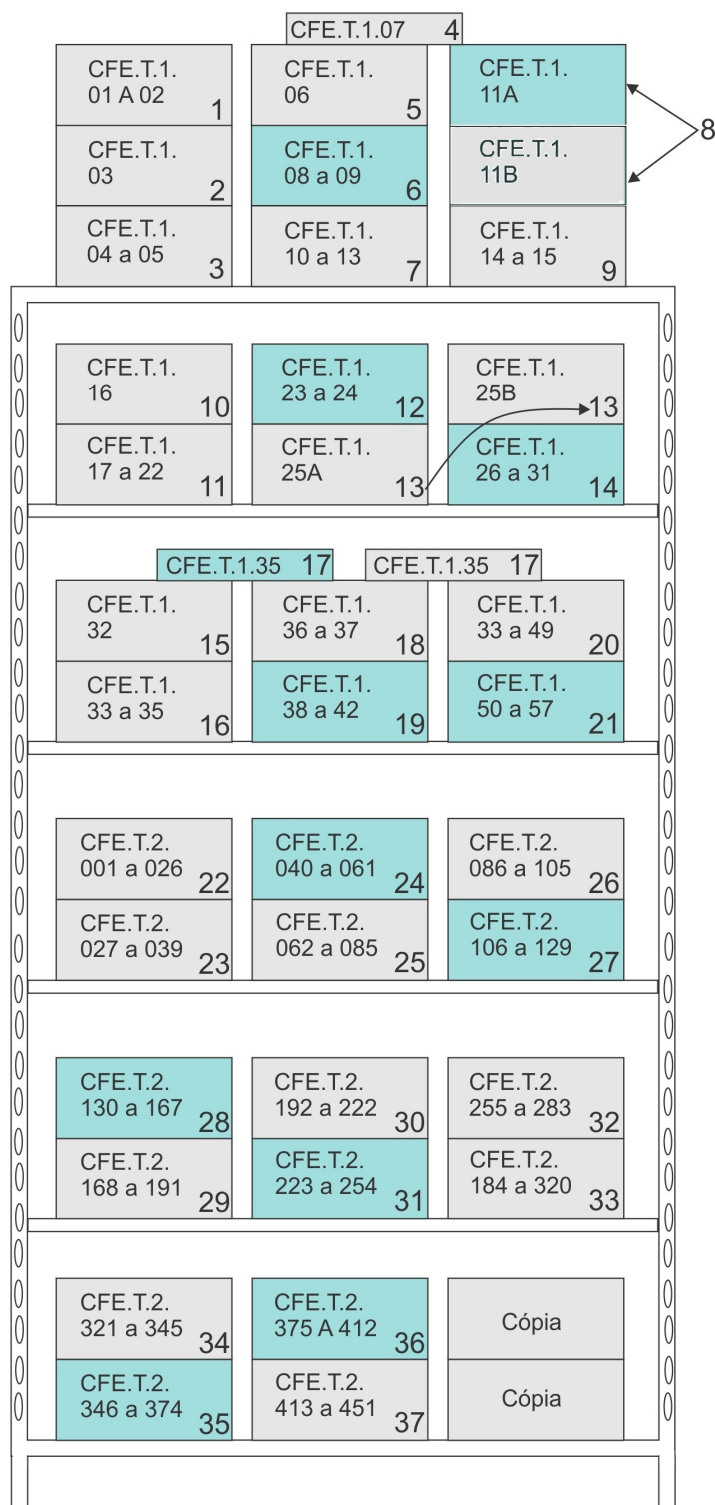 CFE.T.1.07 4
CFE.T.1.
01 A 02
1
CFE.T.1.
06
5
CFE.T.1.
11A
8
CFE.T.1.
03
2
CFE.T.1.
08 a 09
6
CFE.T.1.
11B
CFE.T.1.
04 a 05
3
CFE.T.1.
10 a 13
7
CFE.T.1.
14 a 15
9
CFE.T.1.
16
10
CFE.T.1.
23 a 24
12
CFE.T.1.
25B
13
CFE.T.1.
17 a 22
11
CFE.T.1.
25A
13
CFE.T.1.
26 a 31
14
CFE.T.1.35 17
CFE.T.1.35 17
CFE.T.1.
32
15
CFE.T.1.
36 a 37
18
CFE.T.1.
33 a 49
20
CFE.T.1.
33 a 35
16
CFE.T.1.
38 a 42
19
CFE.T.1.
50 a 57
21
CFE.T.2.
001 a 026
22
CFE.T.2.
040 a 061
24
CFE.T.2.
086 a 105
26
CFE.T.2.
027 a 039
23
CFE.T.2.
062 a 085
25
CFE.T.2.
106 a 129
27
CFE.T.2.
130 a 167
28
CFE.T.2.
192 a 222
30
CFE.T.2.
255 a 283
32
CFE.T.2.
168 a 191
29
CFE.T.2.
223 a 254
31
CFE.T.2.
184 a 320
33
CFE.T.2.
321 a 345
34
CFE.T.2.
375 A 412
36
Cópia
CFE.T.2.
346 a 374
35
CFE.T.2.
413 a 451
37
Cópia